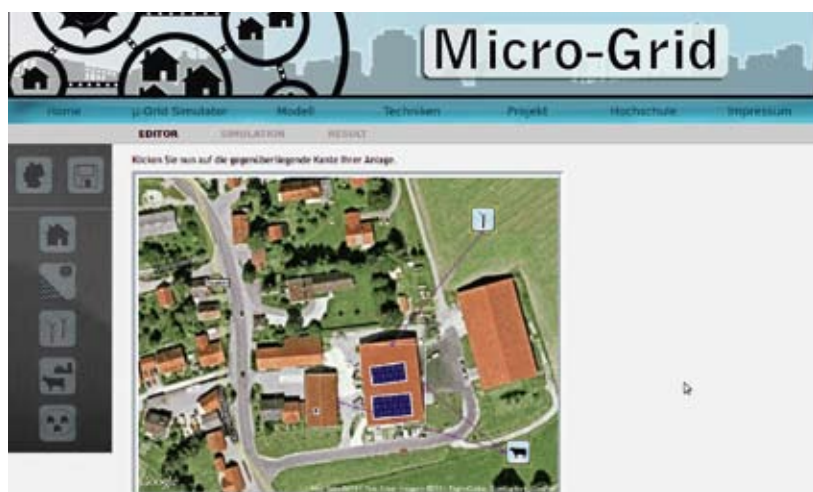 Micro-Grid
Home µ-Grid Simulator Modell Techniken Projekt Hochschule Impressum
EDITOR SIMULATION RESULT
Klicken Sie nun auf die gegenüberliegende Kante Ihrer Anlage.
Google